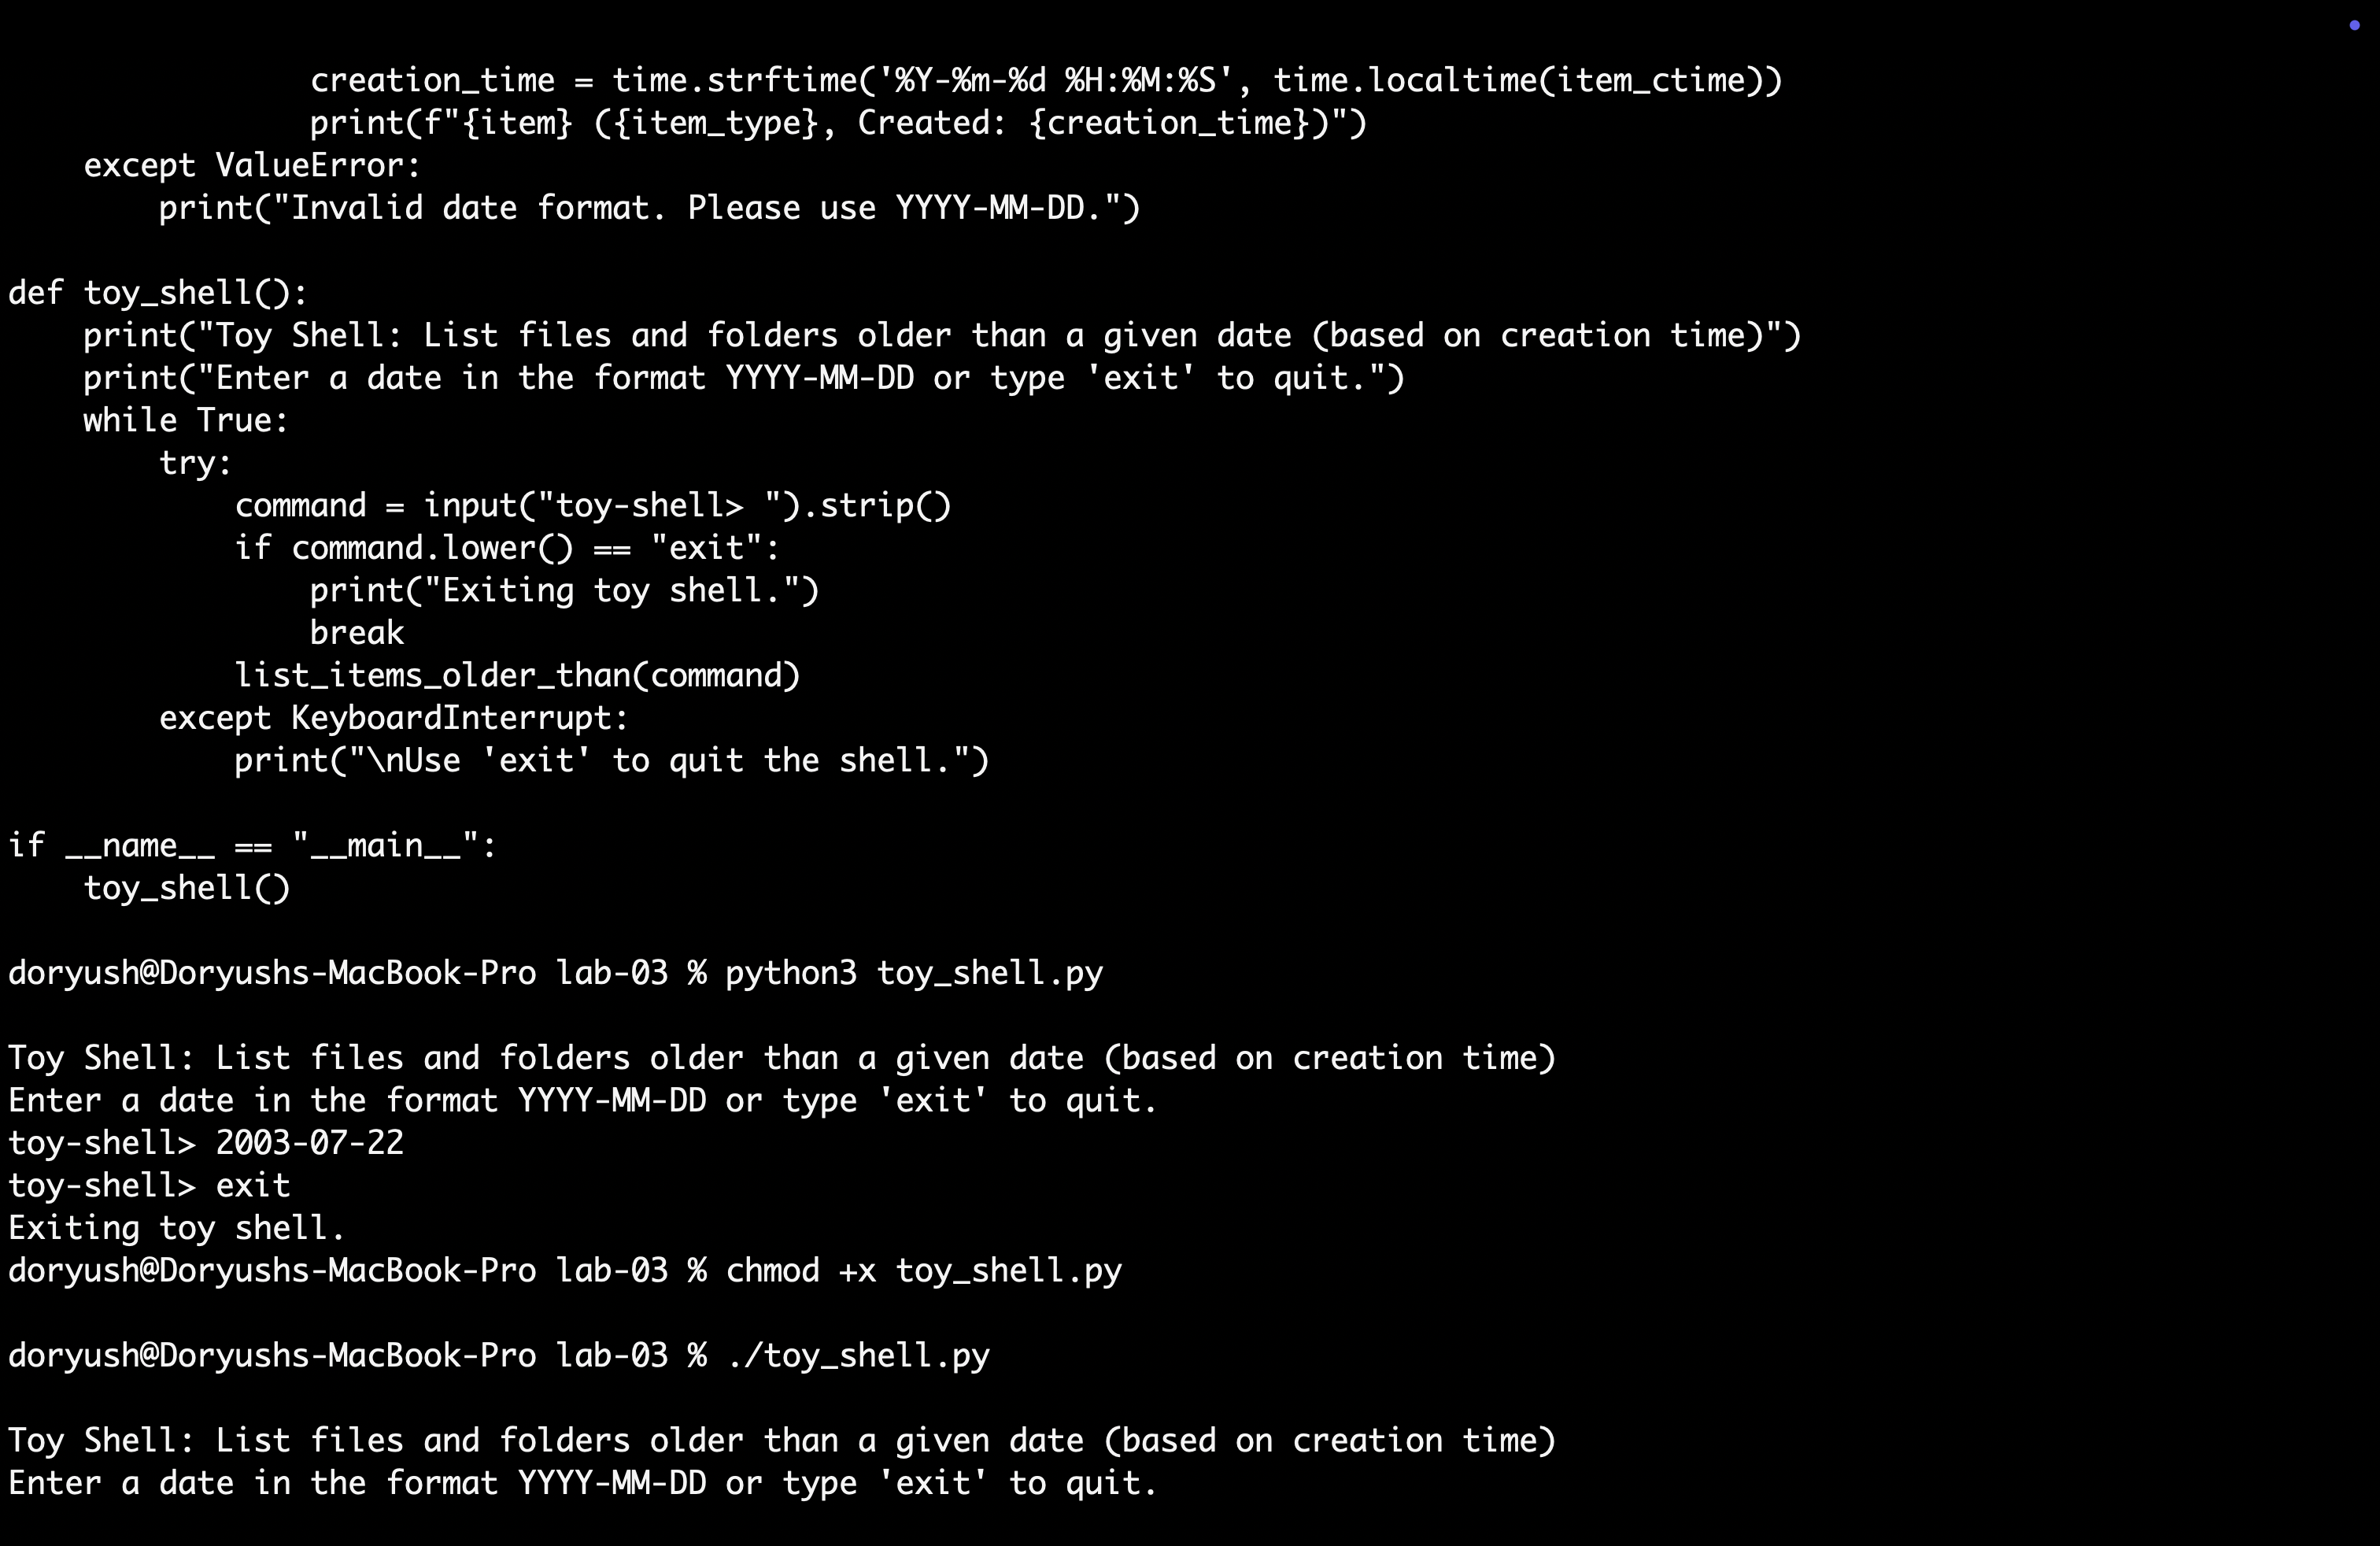 creation_time = time.strftime('%Y-%m-%d %H:%M:%S', time.localtime(item_ctime))
                print(f"{item} ({item_type}, Created: {creation_time})")
    except ValueError:
        print("Invalid date format. Please use YYYY-MM-DD.")

def toy_shell():
    print("Toy Shell: List files and folders older than a given date (based on creation time)")
    print("Enter a date in the format YYYY-MM-DD or type 'exit' to quit.")
    while True:
        try:
            command = input("toy-shell> ").strip()
            if command.lower() == "exit":
                print("Exiting toy shell.")
                break
            list_items_older_than(command)
        except KeyboardInterrupt:
            print("\nUse 'exit' to quit the shell.")

if __name__ == "__main__":
    toy_shell()

doryush@Doryushs-MacBook-Pro lab-03 % python3 toy_shell.py

Toy Shell: List files and folders older than a given date (based on creation time)
Enter a date in the format YYYY-MM-DD or type 'exit' to quit.
toy-shell> 2003-07-22
toy-shell> exit
Exiting toy shell.
doryush@Doryushs-MacBook-Pro lab-03 % chmod +x toy_shell.py

doryush@Doryushs-MacBook-Pro lab-03 % ./toy_shell.py

Toy Shell: List files and folders older than a given date (based on creation time)
Enter a date in the format YYYY-MM-DD or type 'exit' to quit.